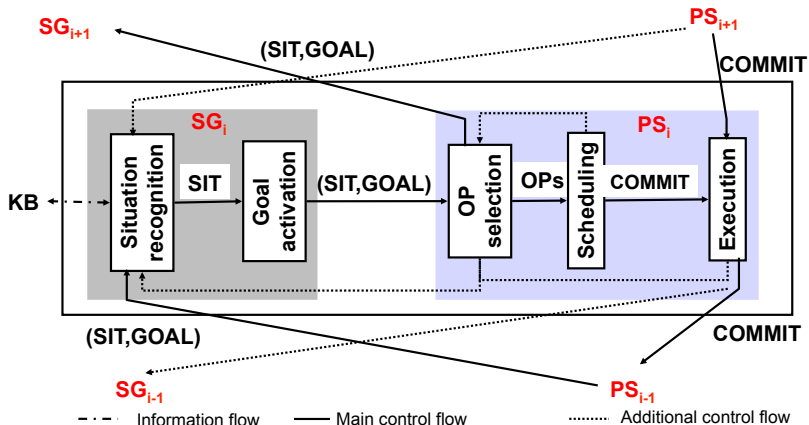 SGi+1
PSi+1
(SIT,GOAL)
COMMIT
SGi
PSi
KB
Situation
recognition
SIT
Goal
activation
(SIT,GOAL)
OP
selection
OPs
Scheduling
COMMIT
Execution
(SIT,GOAL)
COMMIT
SGi-1
PSi-1
Information flow
Main control flow
Additional control flow